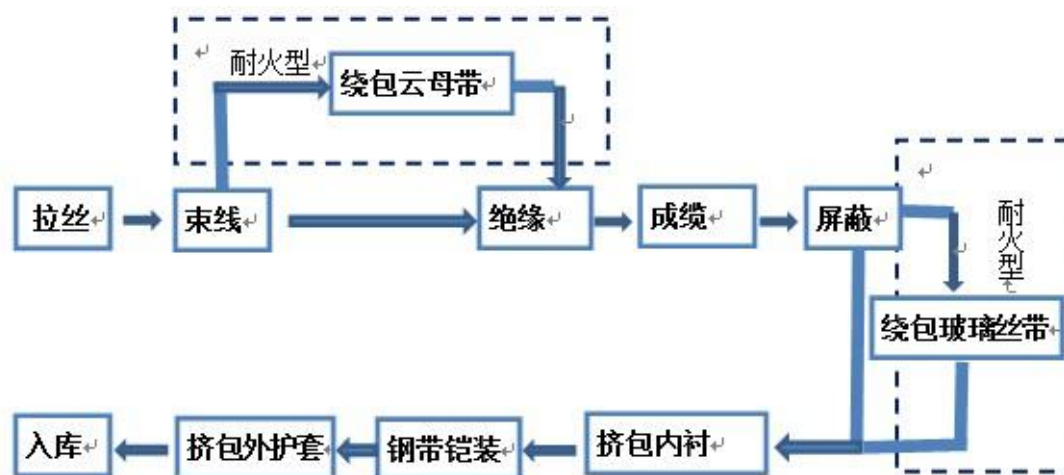 耐火型
绕包云母带
拉丝
束线
绝缘
成缆
屏蔽
耐火型
绕包玻璃丝带
入库
挤包外护套
钢带铠装
挤包内衬